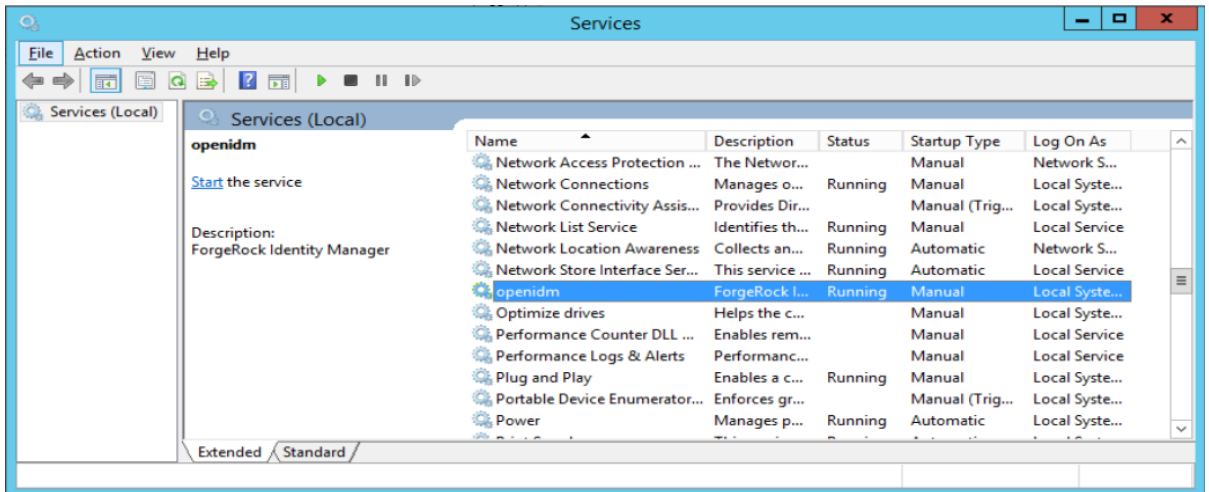 Services
File Action View Help
Services (Local)
Services (Local)
openidm
Start the service
Description:
ForgeRock Identity Manager
Name Description Status Startup Type Log On As
Network Access Protection ... The Networ... Manual Network S...
Network Connections Manages o... Running Manual Local Syste...
Network Connectivity Assis... Provides Dir... Manual (Trig... Local Syste...
Network List Service Identifies th... Running Manual Local Service
Network Location Awareness Collects an... Running Automatic Network S...
Network Store Interface Ser... This service ... Running Automatic Local Service
openidm ForgeRock I... Running Manual Local Syste...
Optimize drives Helps the c... Manual Local Syste...
Performance Counter DLL ... Enables rem... Manual Local Service
Performance Logs & Alerts Performanc... Manual Local Service
Plug and Play Enables a c... Running Manual Local Syste...
Portable Device Enumerator... Enforces gr... Manual (Trig... Local Syste...
Power Manages p... Running Automatic Local Syste...
Extended Standard